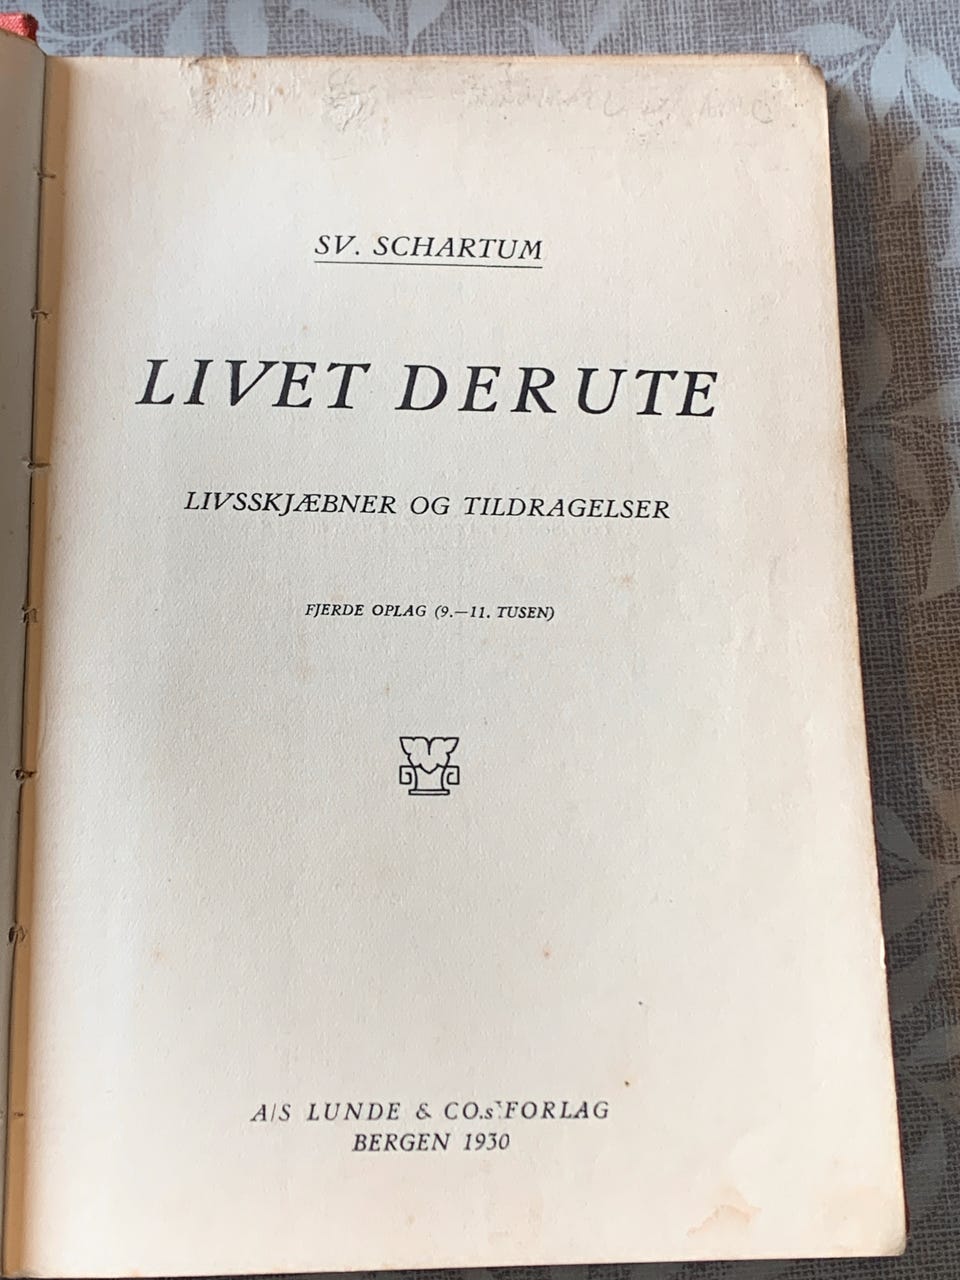 SV. SCHARTUM
LIVET DERUTE
LIVSSKJÆBNER OG TILDRAGELSER
FJERDE OPLAG (9.—11. TUSEN)
A/S LUNDE & CO.s FORLAG
BERGEN 1930